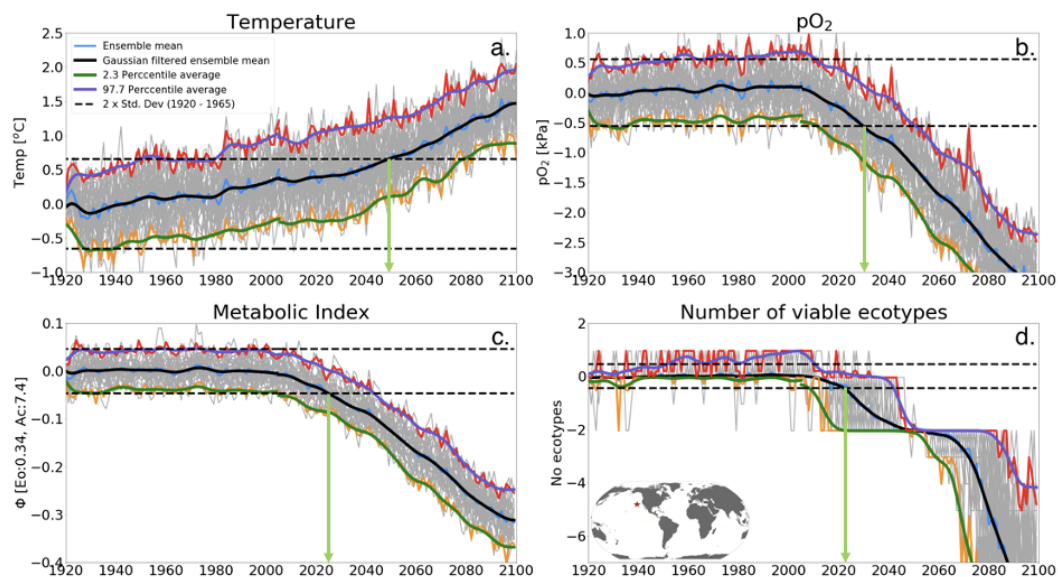 Temperature
a.
Ensemble mean
Gaussian filtered ensemble mean
2.3 Perccentile average
97.7 Perccentile average
2 x Std. Dev (1920 - 1965)
Temp [°C]
2.5
2.0
1.5
1.0
0.5
0.0
−0.5
−1.0
1920 1940 1960 1980 2000 2020 2040 2060 2080 2100
pO₂
b.
pO₂ [kPa]
1.0
0.5
0.0
−0.5
−1.0
−1.5
−2.0
−2.5
−3.0
1920 1940 1960 1980 2000 2020 2040 2060 2080 2100
Metabolic Index
c.
Φ [Eo:0.34, Ac:7.4]
0.1
0.0
−0.1
−0.2
−0.3
−0.4
1920 1940 1960 1980 2000 2020 2040 2060 2080 2100
Number of viable ecotypes
d.
No ecotypes
2
0
−2
−4
−6
1920 1940 1960 1980 2000 2020 2040 2060 2080 2100